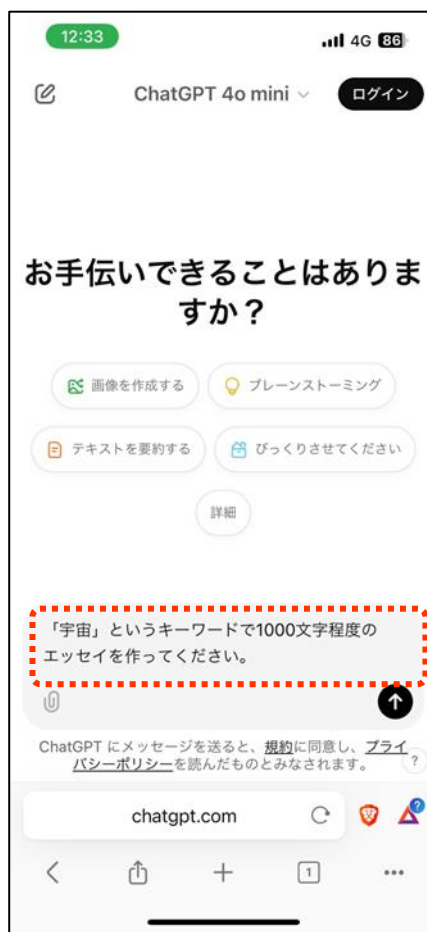 12:33
4G 86
ChatGPT 4o mini
ログイン
お手伝いできることはありま
すか？
画像を作成する
ブレーンストーミング
テキストを要約する
びっくりさせてください
詳細
「宇宙」というキーワードで1000文字程度の
エッセイを作ってください。
ChatGPT にメッセージを送ると、規約に同意し、プライ
バシーポリシーを読んだものとみなされます。
?
chatgpt.com
?
1